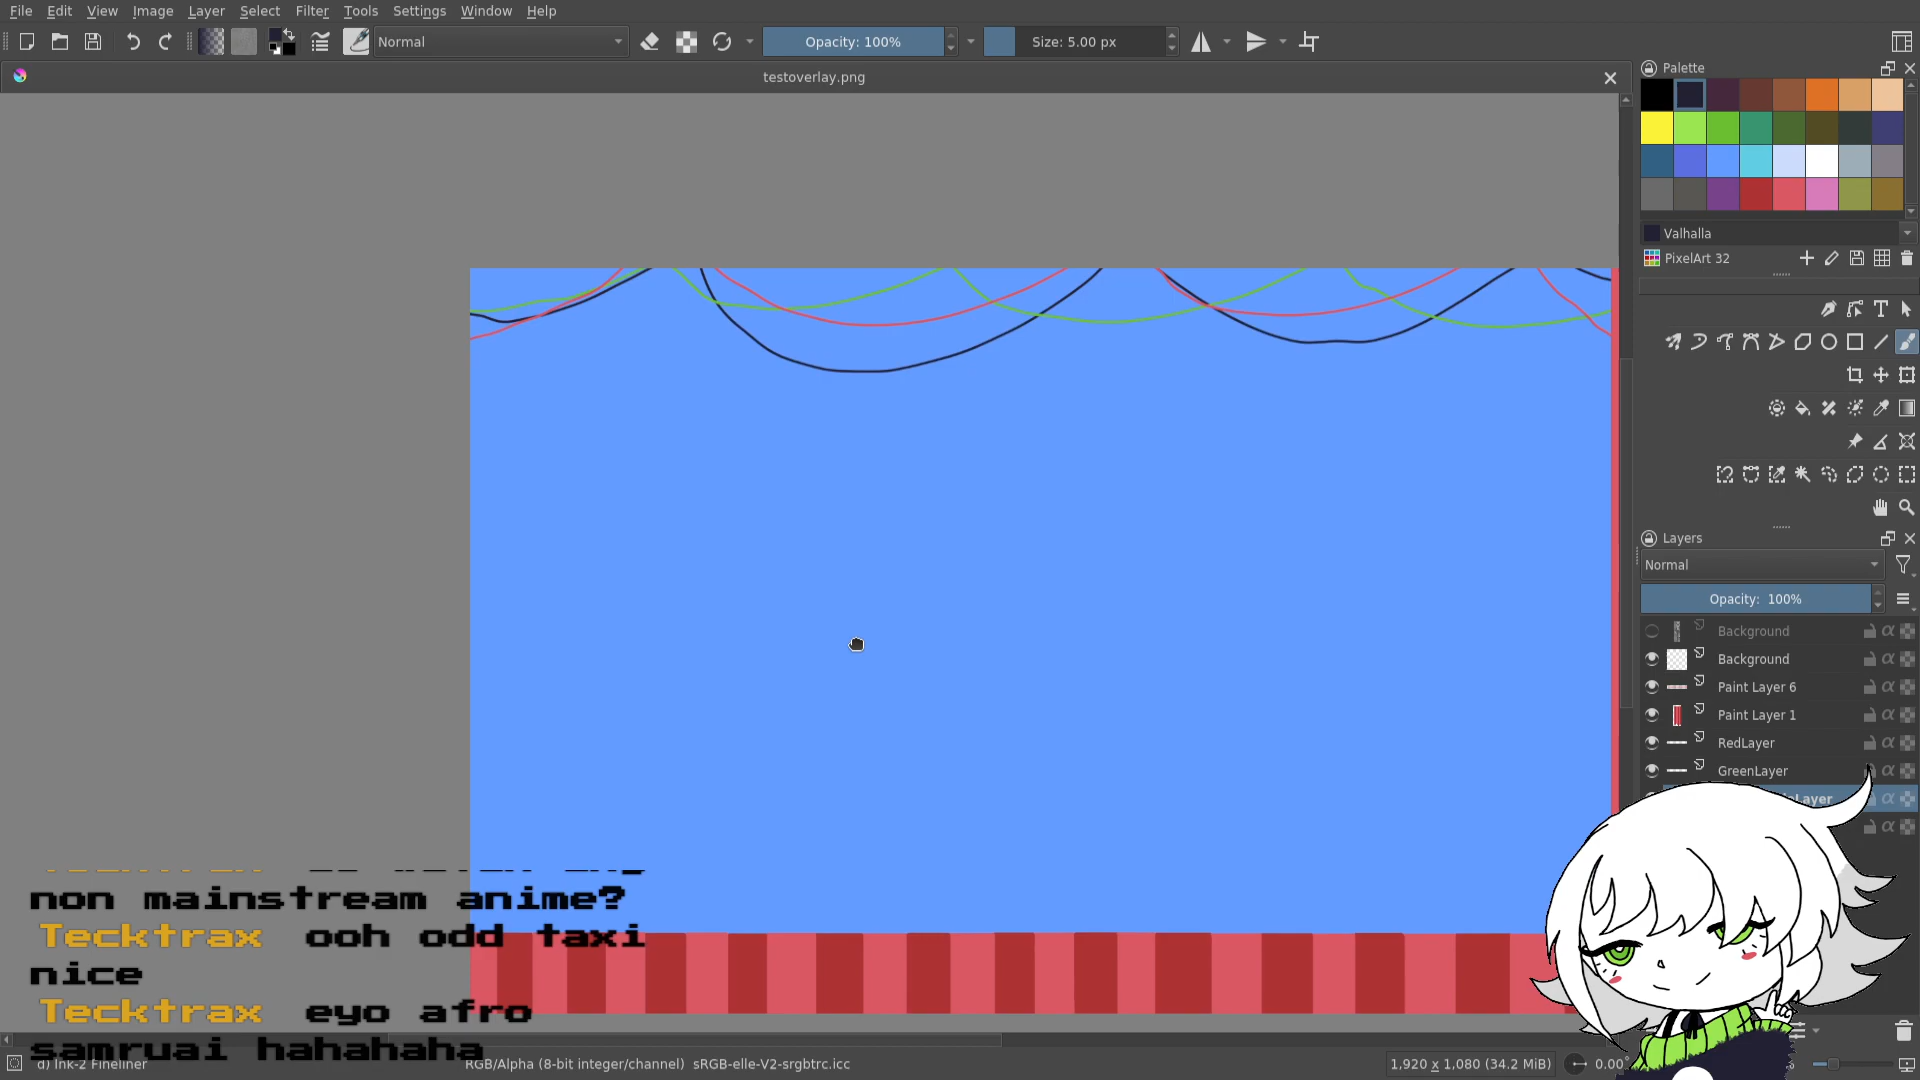 File Edit View Image Layer Select Filter Tools Settings Window Help
Normal Opacity: 100% Size: 5.00 px
testoverlay.png
Palette
Valhalla
PixelArt 32
Layers
Normal
Opacity: 100%
Background
Background
Paint Layer 6
Paint Layer 1
RedLayer
GreenLayer
Layer
non mainstream anime?
Tecktrax ooh odd taxi
nice
Tecktrax eyo afro
samruai hahahaha
d) Ink-2 Fineliner RGB/Alpha (8-bit integer/channel) sRGB-elle-V2-srgbtrc.icc 1,920 x 1,080 (34.2 MiB) 0.00°